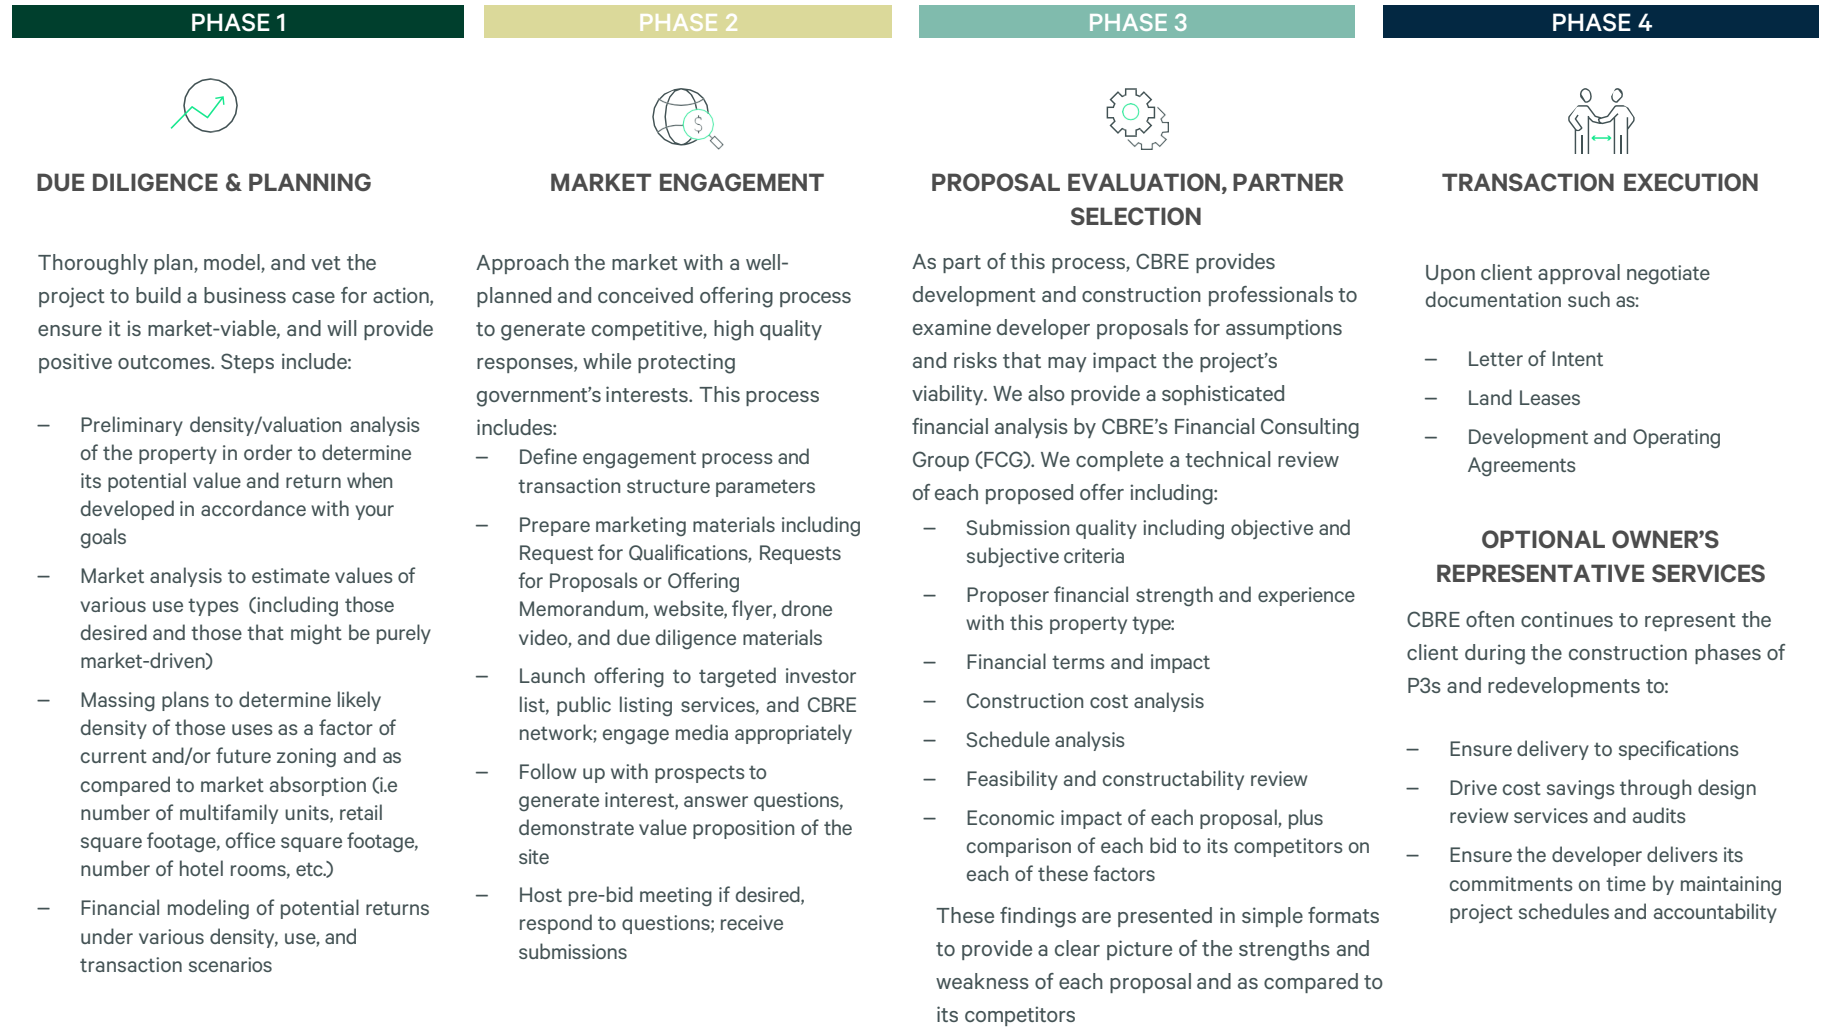 PHASE 1
DUE DILIGENCE & PLANNING
Thoroughly plan, model, and vet the
project to build a business case for action,
ensure it is market-viable, and will provide
positive outcomes. Steps include:
– Preliminary density/valuation analysis
of the property in order to determine
its potential value and return when
developed in accordance with your
goals
– Market analysis to estimate values of
various use types (including those
desired and those that might be purely
market-driven)
– Massing plans to determine likely
density of those uses as a factor of
current and/or future zoning and as
compared to market absorption (i.e
number of multifamily units, retail
square footage, office square footage,
number of hotel rooms, etc.)
– Financial modeling of potential returns
under various density, use, and
transaction scenarios
PHASE 2
$
MARKET ENGAGEMENT
Approach the market with a well-
planned and conceived offering process
to generate competitive, high quality
responses, while protecting
government's interests. This process
includes:
– Define engagement process and
transaction structure parameters
– Prepare marketing materials including
Request for Qualifications, Requests
for Proposals or Offering
Memorandum, website, flyer, drone
video, and due diligence materials
– Launch offering to targeted investor
list, public listing services, and CBRE
network; engage media appropriately
– Follow up with prospects to
generate interest, answer questions,
demonstrate value proposition of the
site
– Host pre-bid meeting if desired,
respond to questions; receive
submissions
PHASE 3
PROPOSAL EVALUATION, PARTNER
SELECTION
As part of this process, CBRE provides
development and construction professionals to
examine developer proposals for assumptions
and risks that may impact the project's
viability. We also provide a sophisticated
financial analysis by CBRE's Financial Consulting
Group (FCG). We complete a technical review
of each proposed offer including:
– Submission quality including objective and
subjective criteria
– Proposer financial strength and experience
with this property type:
– Financial terms and impact
– Construction cost analysis
– Schedule analysis
– Feasibility and constructability review
– Economic impact of each proposal, plus
comparison of each bid to its competitors on
each of these factors
These findings are presented in simple formats
to provide a clear picture of the strengths and
weakness of each proposal and as compared to
its competitors
PHASE 4
TRANSACTION EXECUTION
Upon client approval negotiate
documentation such as:
– Letter of Intent
– Land Leases
– Development and Operating
Agreements
OPTIONAL OWNER'S
REPRESENTATIVE SERVICES
CBRE often continues to represent the
client during the construction phases of
P3s and redevelopments to:
– Ensure delivery to specifications
– Drive cost savings through design
review services and audits
– Ensure the developer delivers its
commitments on time by maintaining
project schedules and accountability